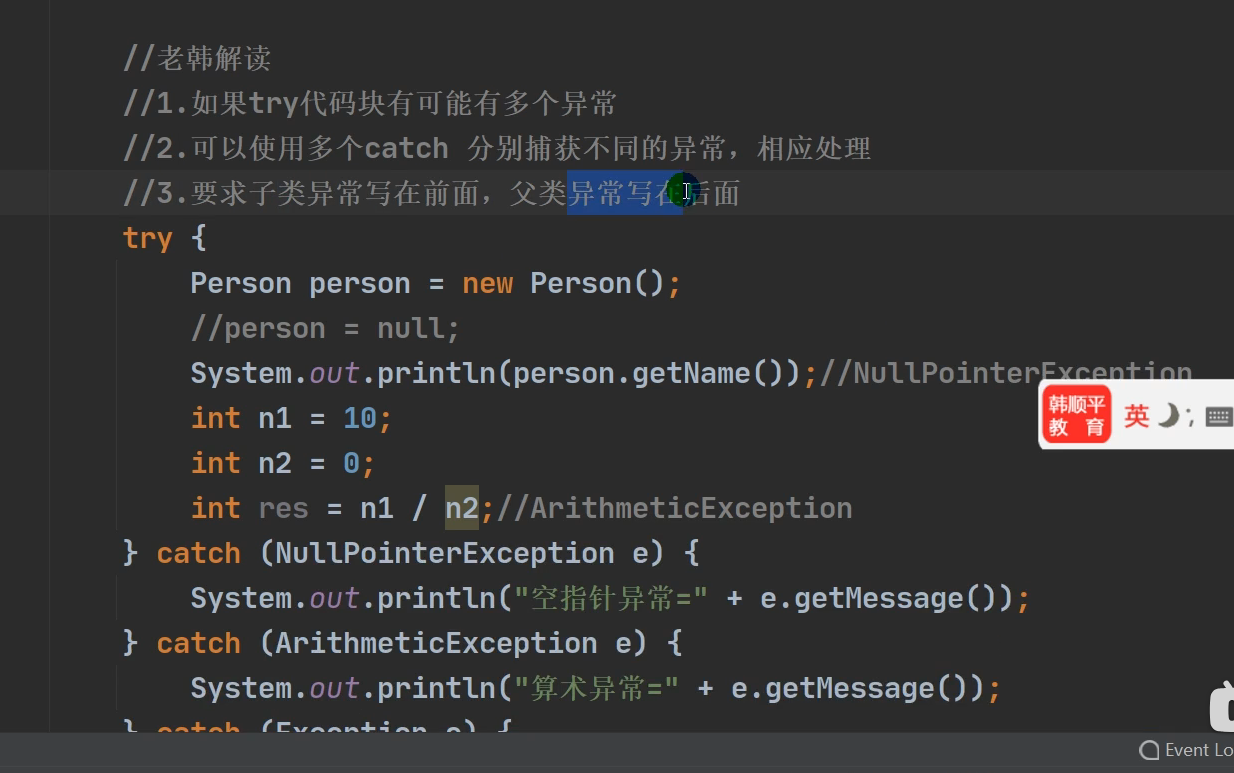 //老韩解读
//1.如果try代码块有可能有多个异常
//2.可以使用多个catch 分别捕获不同的异常，相应处理
//3.要求子类异常写在前面，父类异常写在后面
try {
Person person = new Person();
//person = null;
System.out.println(person.getName());//NullPointerException
int n1 = 10;
int n2 = 0;
int res = n1 / n2;//ArithmeticException
} catch (NullPointerException e) {
System.out.println("空指针异常=" + e.getMessage());
} catch (ArithmeticException e) {
System.out.println("算术异常=" + e.getMessage());
} catch (Exception e) {
韩顺平
教 育
英
Event Lo